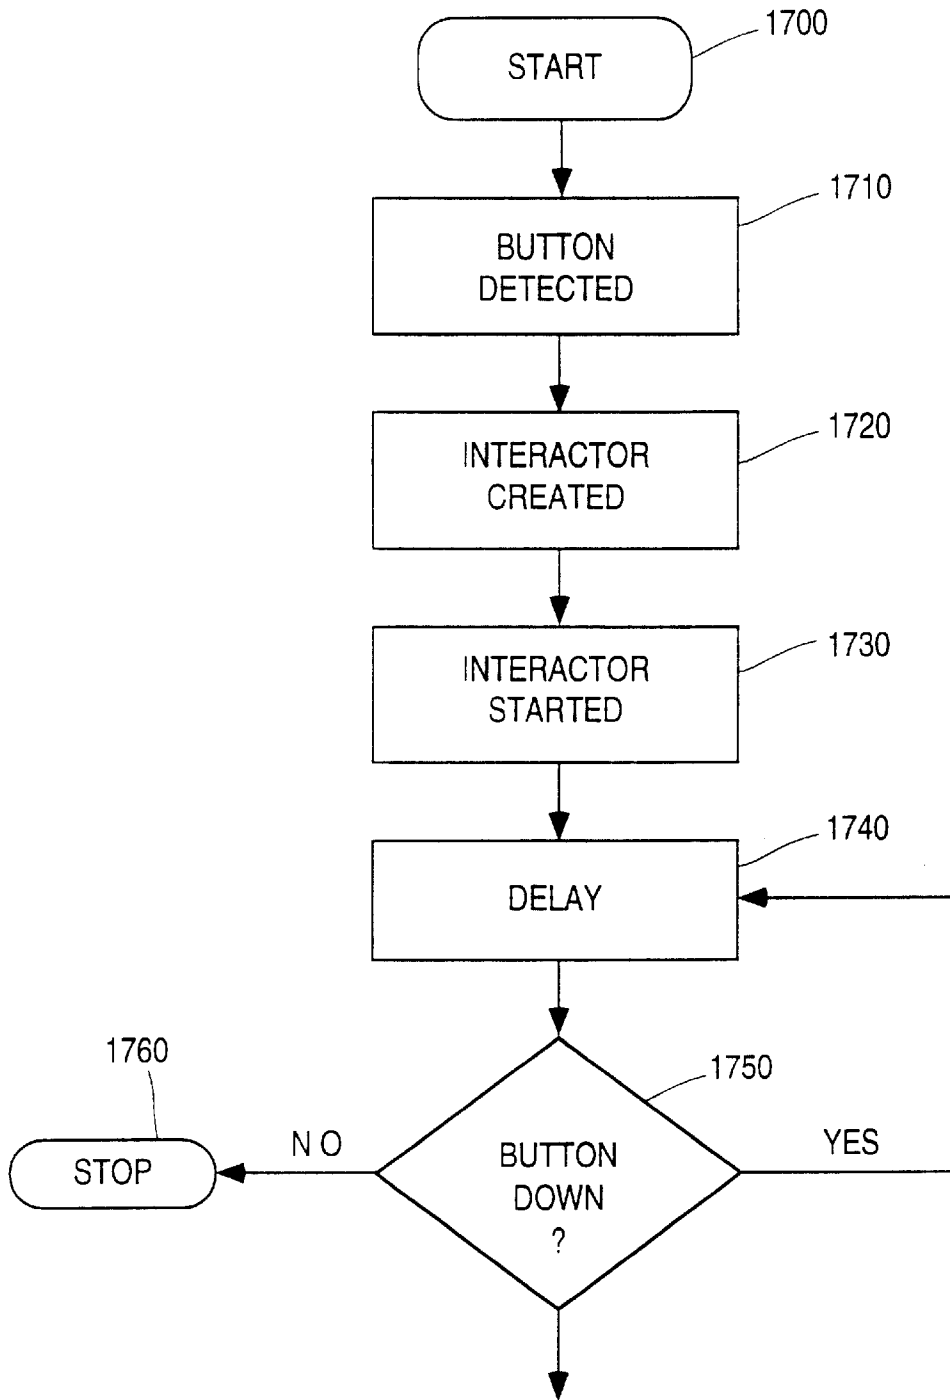 1700
START
1710
BUTTON
DETECTED
1720
INTERACTOR
CREATED
1730
INTERACTOR
STARTED
1740
DELAY
1760
1750
STOP
NO
BUTTON
DOWN
?
YES